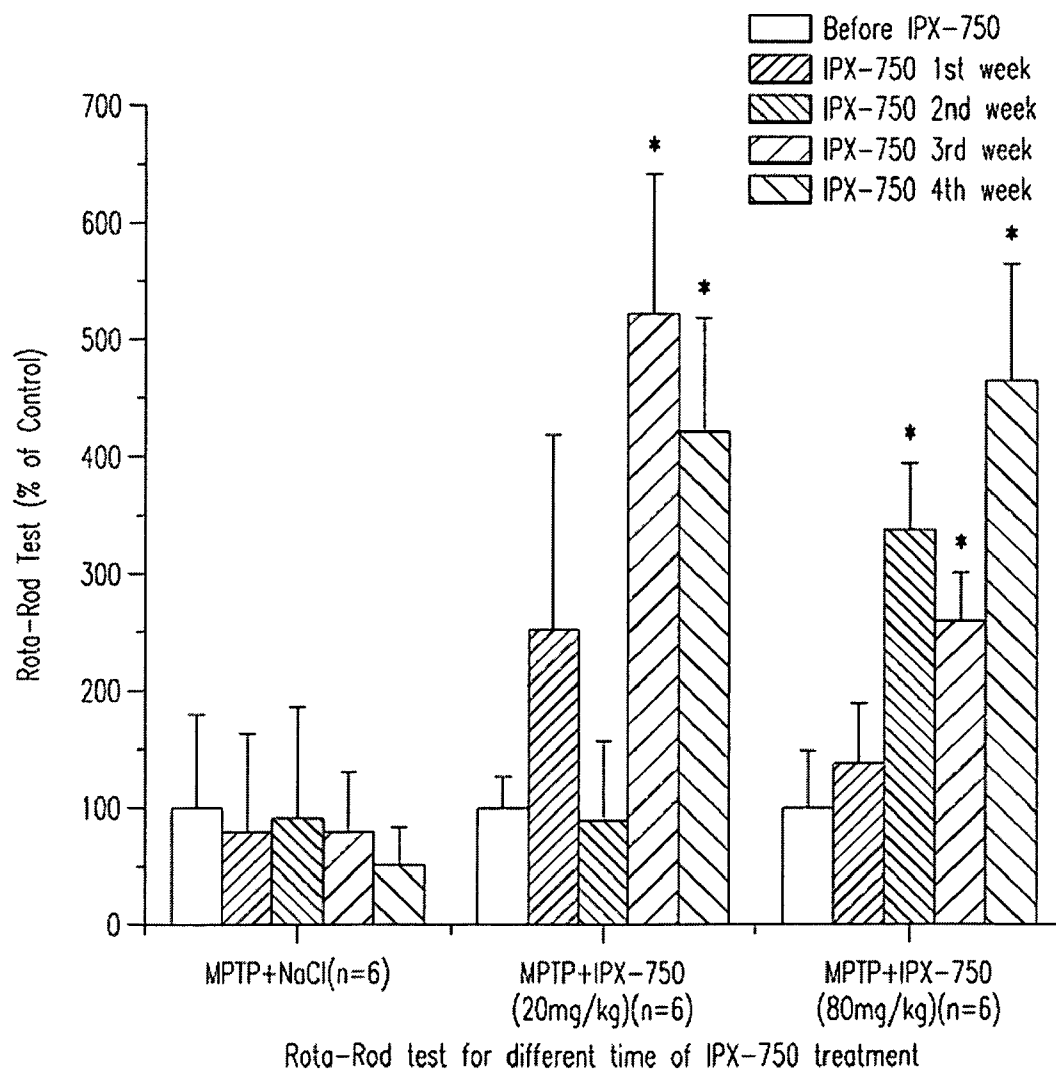 Before IPX-750
IPX-750 1st week
IPX-750 2nd week
IPX-750 3rd week
IPX-750 4th week
Rota-Rod Test (% of Control)
700
600
500
400
300
200
100
0
*
*
*
*
*
MPTP+NaCl(n=6)
MPTP+IPX-750
(20mg/kg)(n=6)
MPTP+IPX-750
(80mg/kg)(n=6)
Rota-Rod test for different time of IPX-750 treatment